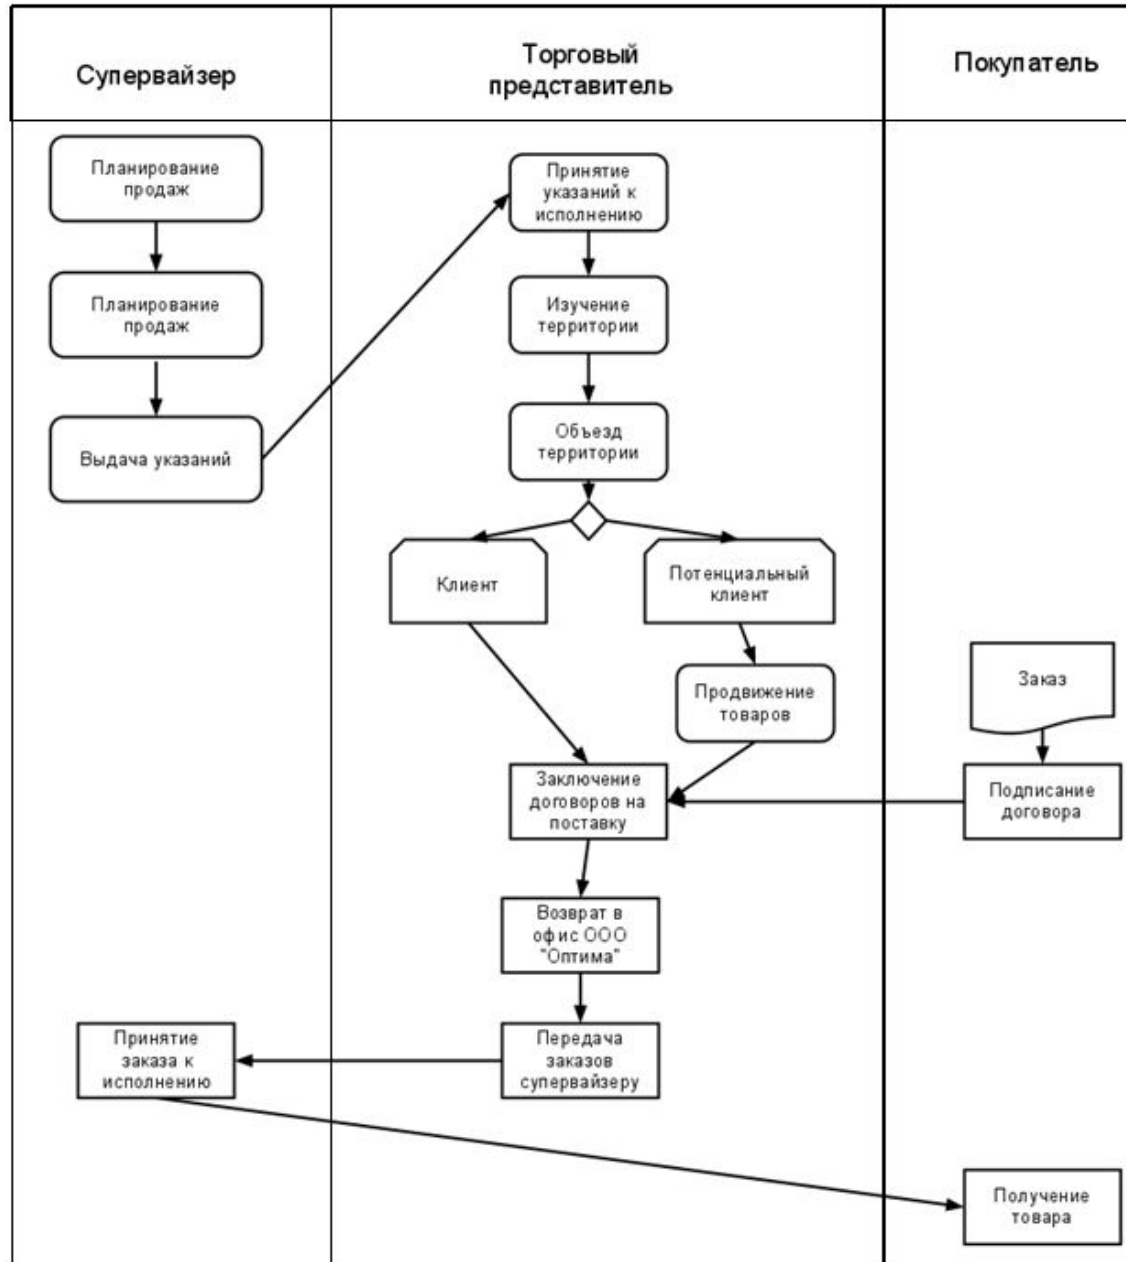 Супервайзер
Торговый
представитель
Покупатель
Планирование
продаж
Принятие
указаний к
исполнению
Планирование
продаж
Изучение
территории
Выдача указаний
Объезд
территории
Клиент
Потенциальный
клиент
Продвижение
товаров
Заказ
Заключение
договоров на
поставку
Подписание
договора
Возврат в
офис ООО
"Оптима"
Принятие
заказа к
исполнению
Передача
заказов
супервайзеру
Получение
товара